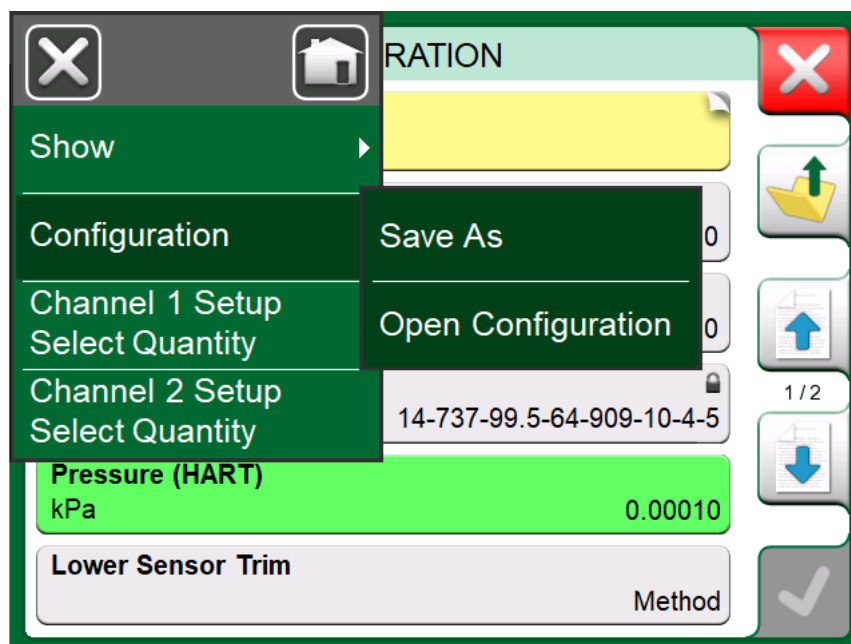 RATION
Show
0
Configuration
Save As
Channel 1 Setup
Select Quantity
Open Configuration
0
Channel 2 Setup
Select Quantity
14-737-99.5-64-909-10-4-5
1 / 2
Pressure (HART)
kPa
0.00010
Lower Sensor Trim
Method